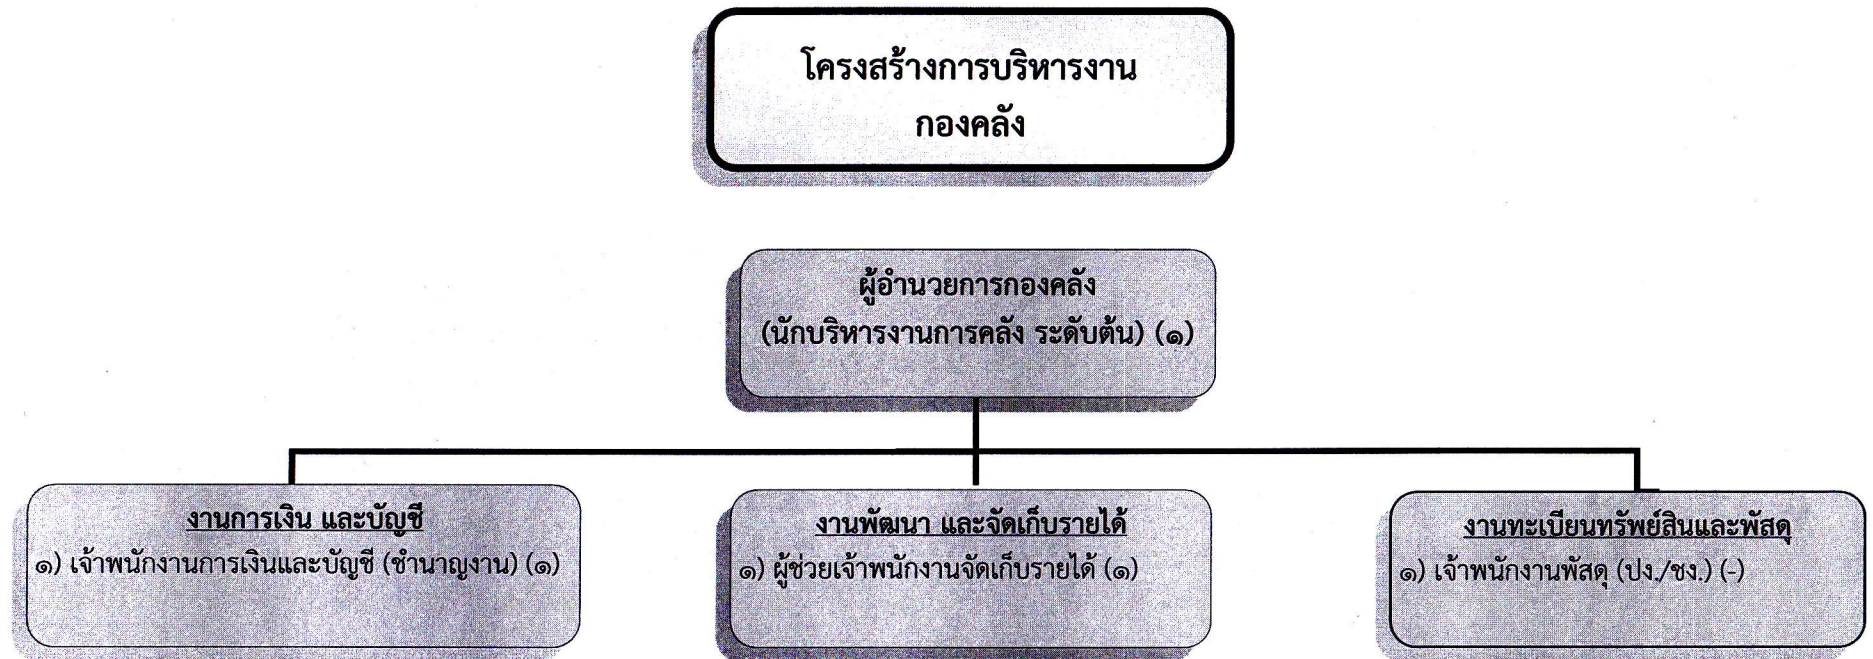 โครงสร้างการบริหารงาน
กองคลัง
ผู้อำนวยการกองคลัง
(นักบริหารงานการคลัง ระดับต้น) (๑)
งานการเงิน และบัญชี
๑) เจ้าพนักงานการเงินและบัญชี (ชำนาญงาน) (๑)
งานพัฒนา และจัดเก็บรายได้
๑) ผู้ช่วยเจ้าพนักงานจัดเก็บรายได้ (๑)
งานทะเบียนทรัพย์สินและพัสดุ
๑) เจ้าพนักงานพัสดุ (ปง./ชง.) (-)